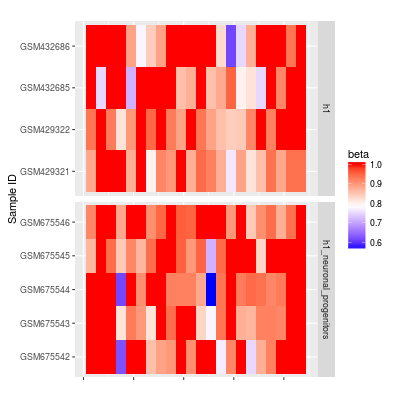 GSM432686
GSM432685
GSM429322
GSM429321
h1
GSM675546
GSM675545
GSM675544
GSM675543
GSM675542
h1_neuronal_progenitors
Sample ID
beta
1.0
0.9
0.8
0.7
0.6